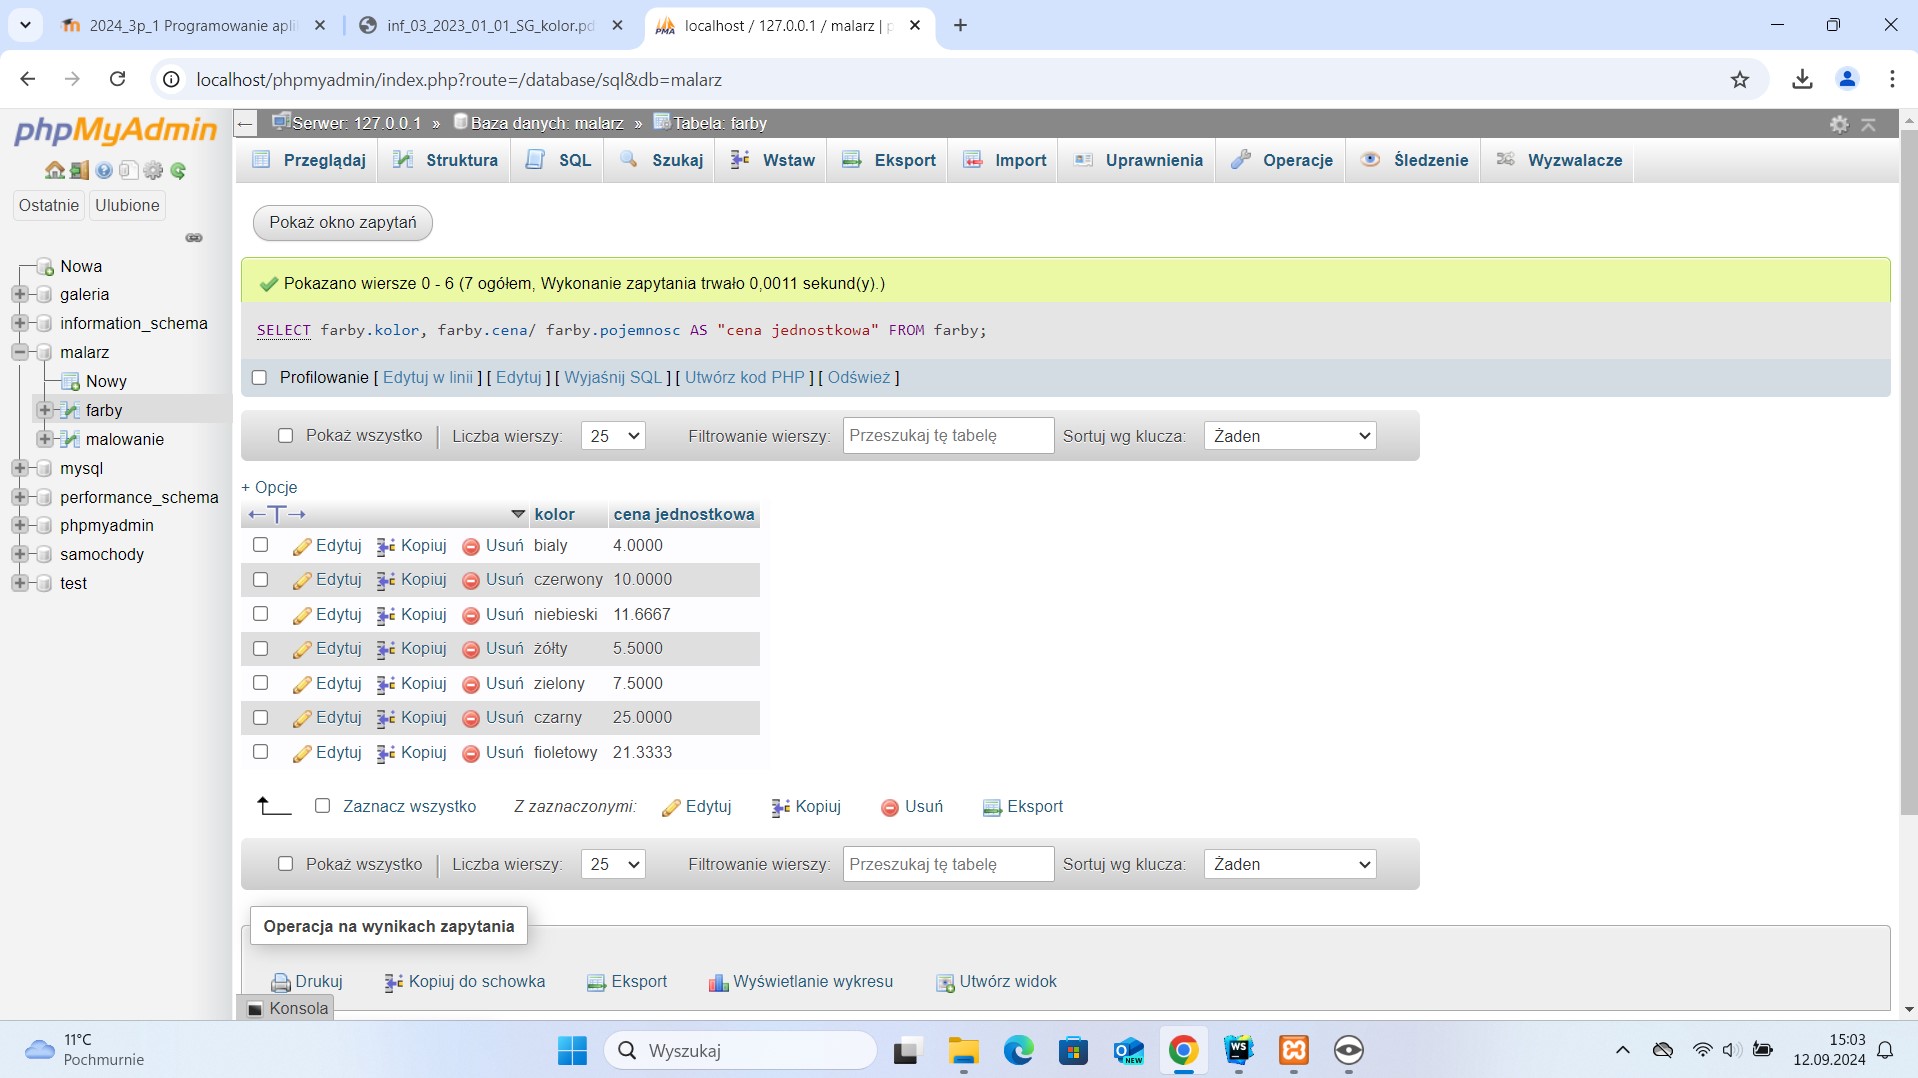 2024_3p_1 Programowanie apli
inf_03_2023_01_01_SG_kolor.pd
localhost / 127.0.0.1 / malarz | p
localhost/phpmyadmin/index.php?route=/database/sql&db=malarz
phpMyAdmin
Ostatnie Ulubione
Nowa
galeria
information_schema
malarz
Nowy
farby
malowanie
mysql
performance_schema
phpmyadmin
samochody
test
Serwer: 127.0.0.1 » Baza danych: malarz » Tabela: farby
Przeglądaj Struktura SQL Szukaj Wstaw Eksport Import Uprawnienia Operacje Śledzenie Wyzwalacze
Pokaż okno zapytań
Pokazano wiersze 0 - 6 (7 ogółem, Wykonanie zapytania trwało 0,0011 sekund(y).)
SELECT farby.kolor, farby.cena/ farby.pojemnosc AS "cena jednostkowa" FROM farby;
Profilowanie [ Edytuj w linii ] [ Edytuj ] [ Wyjaśnij SQL ] [ Utwórz kod PHP ] [ Odśwież ]
Pokaż wszystko | Liczba wierszy: 25 Filtrowanie wierszy: Przeszukaj tę tabelę Sortuj wg klucza: Żaden
+ Opcje
←T→ kolor cena jednostkowa
Edytuj Kopiuj Usuń bialy 4.0000
Edytuj Kopiuj Usuń czerwony 10.0000
Edytuj Kopiuj Usuń niebieski 11.6667
Edytuj Kopiuj Usuń żółty 5.5000
Edytuj Kopiuj Usuń zielony 7.5000
Edytuj Kopiuj Usuń czarny 25.0000
Edytuj Kopiuj Usuń fioletowy 21.3333
Zaznacz wszystko Z zaznaczonymi: Edytuj Kopiuj Usuń Eksport
Pokaż wszystko | Liczba wierszy: 25 Filtrowanie wierszy: Przeszukaj tę tabelę Sortuj wg klucza: Żaden
Operacja na wynikach zapytania
Drukuj Kopiuj do schowka Eksport Wyświetlanie wykresu Utwórz widok
Konsola
11°C
Pochmurnie
Wyszukaj
NEW
WS
15:03
12.09.2024